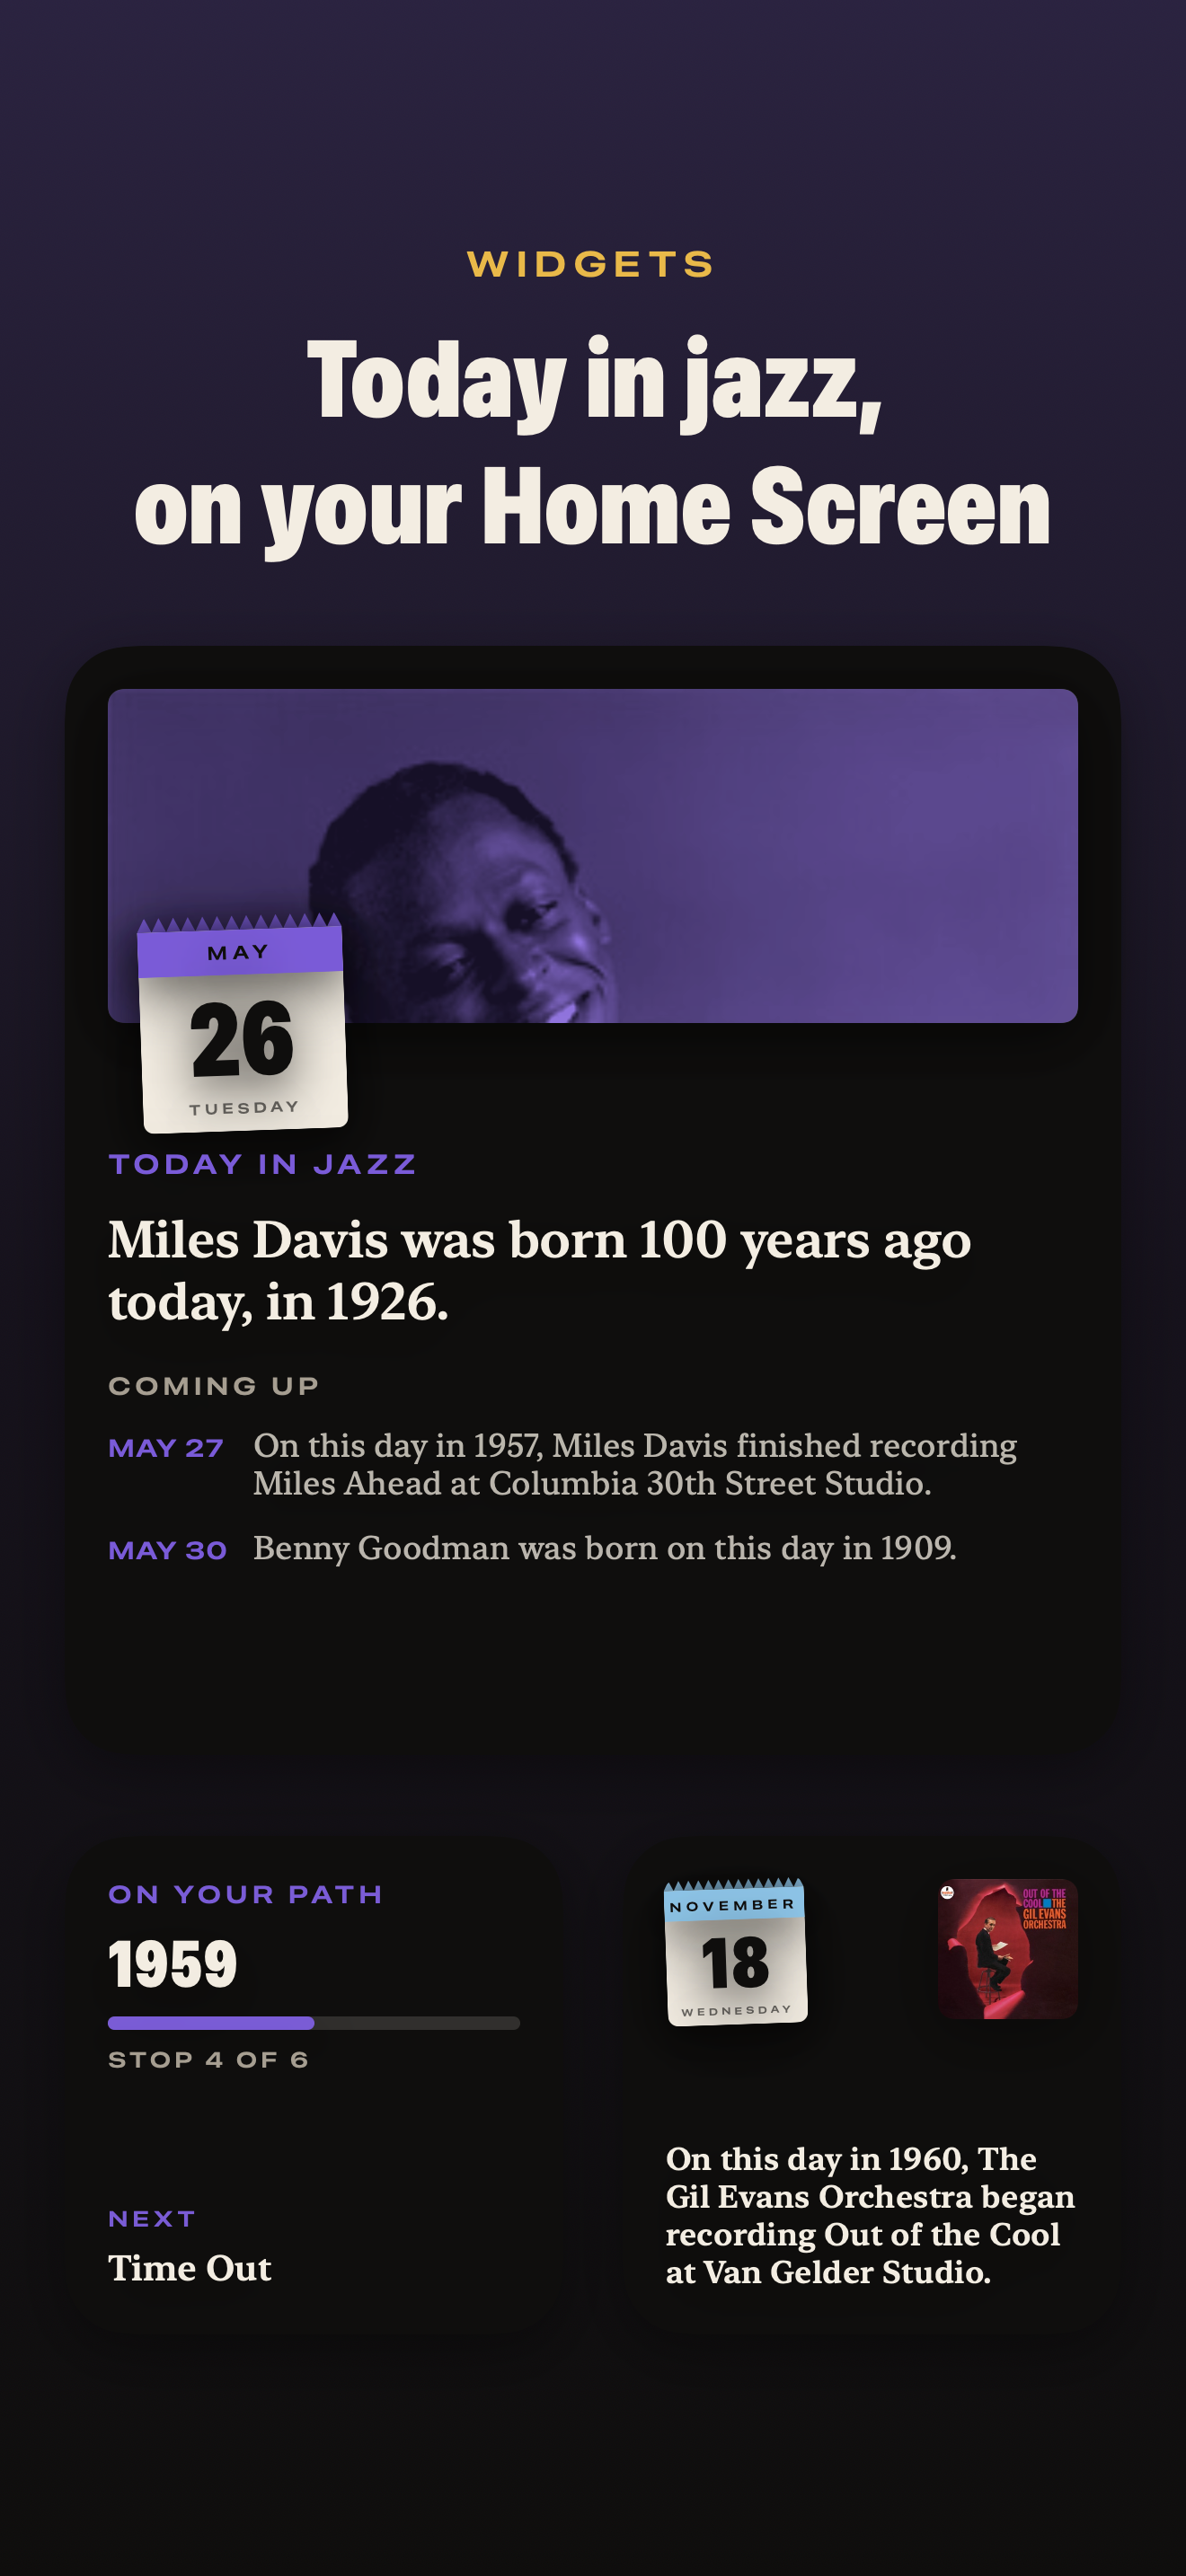 WIDGETS
Today in jazz,
on your Home Screen
MAY
26
TUESDAY
TODAY IN JAZZ
Miles Davis was born 100 years ago
today, in 1926.
COMING UP
MAY 27 On this day in 1957, Miles Davis finished recording
Miles Ahead at Columbia 30th Street Studio.
MAY 30 Benny Goodman was born on this day in 1909.
ON YOUR PATH
1959
STOP 4 OF 6
NEXT
Time Out
NOVEMBER
18
WEDNESDAY
OUT OF THE
COOL THE
GIL EVANS
ORCHESTRA
On this day in 1960, The
Gil Evans Orchestra began
recording Out of the Cool
at Van Gelder Studio.